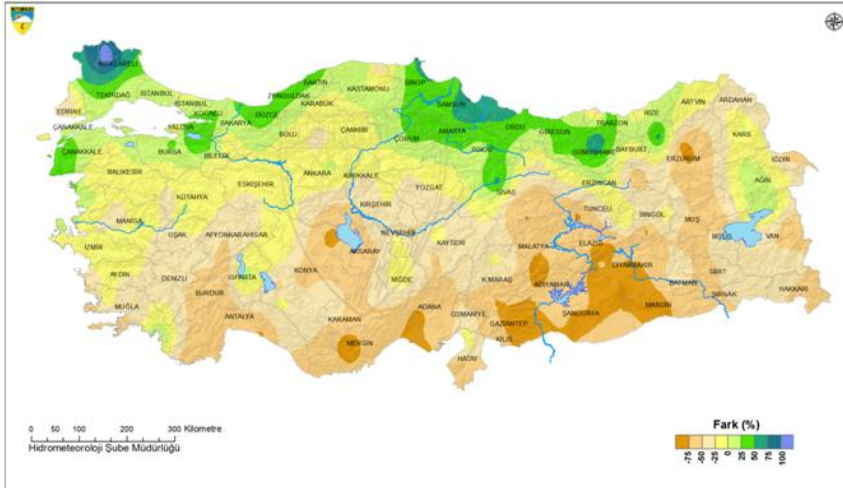 KIRKLARELİ
EDİRNE
TEKİRDAĞ
İSTANBUL
İSTANBUL
KOCAELİ
YALOVA
SAKARYA
DÜZCE
ZONGULDAK
BARTIN
KARABÜK
KASTAMONU
SİNOP
SAMSUN
ORDU
GİRESUN
TRABZON
RİZE
ARTVİN
ARDAHAN
ÇANAKKALE
ÇANAKKALE
BALIKESİR
BURSA
BİLECİK
BOLU
ÇANKIRI
ÇORUM
AMASYA
TOKAT
GÜMÜŞHANE
BAYBURT
ERZURUM
KARS
IĞDIR
AĞRI
KÜTAHYA
ESKİŞEHİR
ANKARA
KIRIKKALE
YOZGAT
SİVAS
ERZİNCAN
TUNCELİ
BİNGÖL
MUŞ
MANİSA
UŞAK
AFYONKARAHİSAR
KIRŞEHİR
NEVŞEHİR
KAYSERİ
MALATYA
ELAZIĞ
BİTLİS
VAN
İZMİR
AYDIN
DENİZLİ
ISPARTA
KONYA
AKSARAY
NİĞDE
K.MARAŞ
ADIYAMAN
DİYARBAKIR
BATMAN
SİİRT
ŞIRNAK
HAKKARİ
MUĞLA
BURDUR
ANTALYA
KARAMAN
MERSİN
ADANA
OSMANİYE
GAZİANTEP
KİLİS
HATAY
ŞANLIURFA
MARDİN
0 50 100 200 300 Kilometre
Hidrometeoroloji Şube Müdürlüğü
Fark (%)
-75 -50 -25 0 25 50 75 100